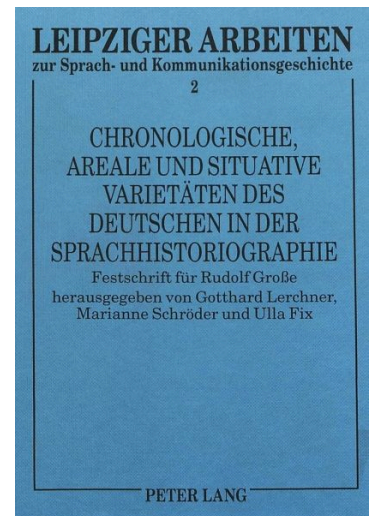 LEIPZIGER ARBEITEN
zur Sprach- und Kommunikationsgeschichte
2
CHRONOLOGISCHE,
AREALE UND SITUATIVE
VARIETÄTEN DES
DEUTSCHEN IN DER
SPRACHHISTORIOGRAPHIE
Festschrift für Rudolf Große
herausgegeben von Gotthard Lerchner,
Marianne Schröder und Ulla Fix
PETER LANG